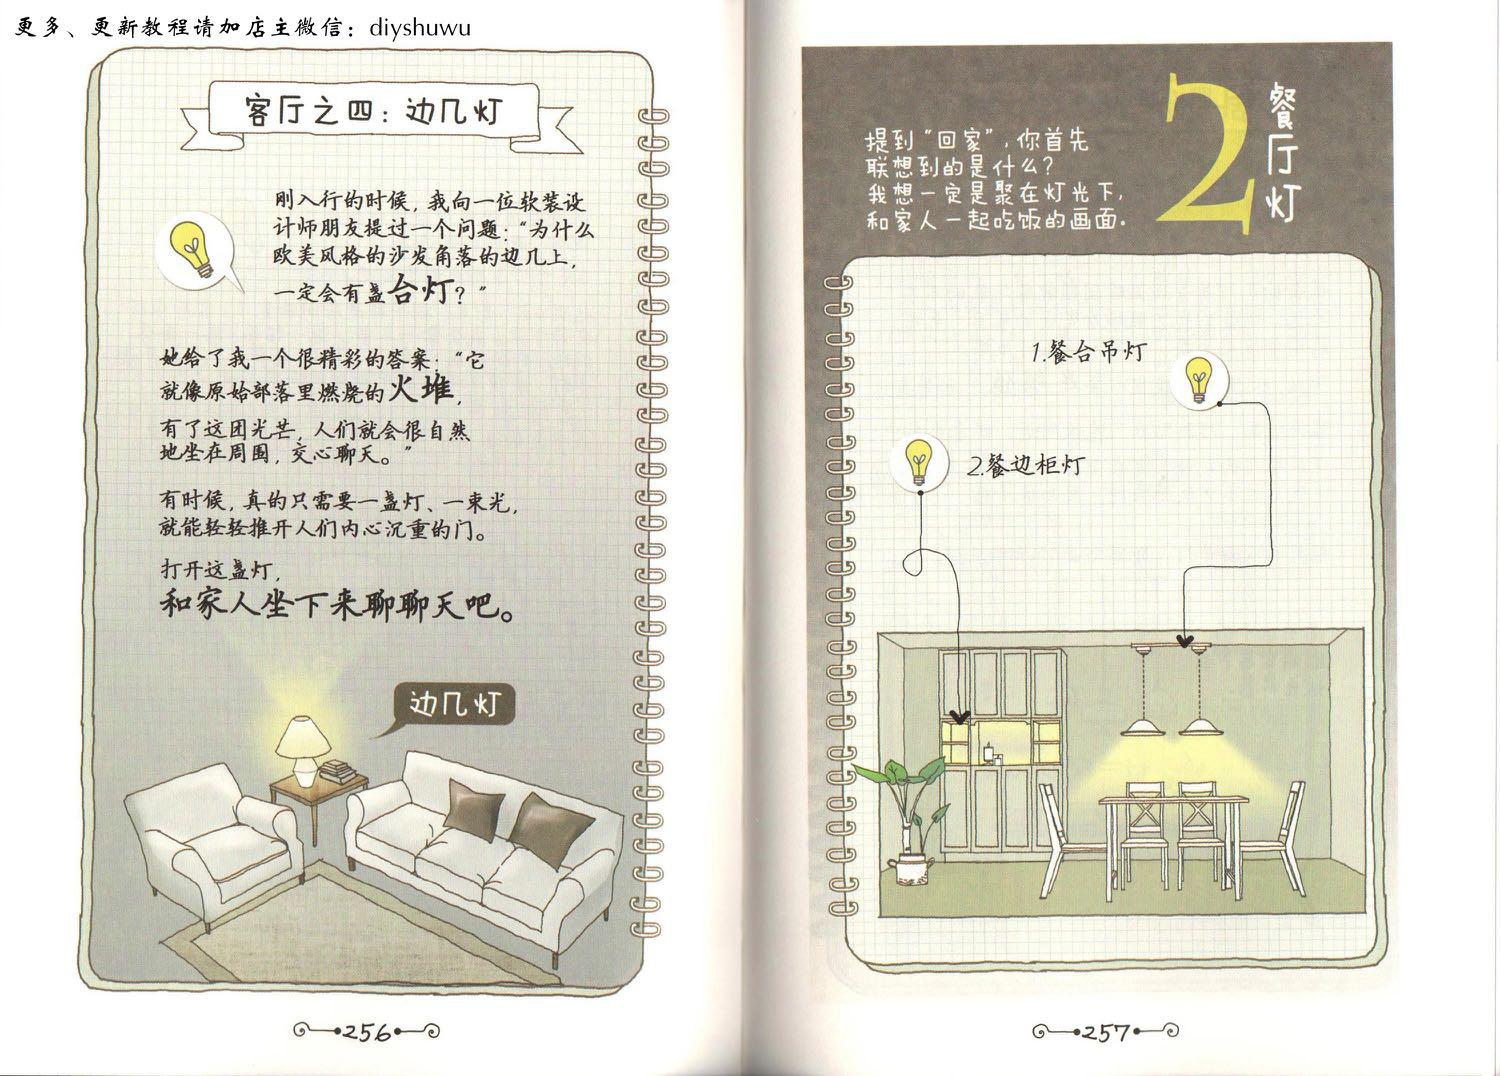 更多、更新教程请加店主微信：diyshuwu
客厅之四：边几灯
刚入行的时候，我向一位软装设
计师朋友提过一个问题：“为什么
欧美风格的沙发角落的边几上，
一定会有盏台灯？”
她给了我一个很精彩的答案：“它
就像原始部落里燃烧的火堆，
有了这团光芒，人们就会很自然
地坐在周围，交心聊天。”
有时候，真的只需要一盏灯、一束光，
就能轻轻推开人们内心沉重的门。
打开这盏灯，
和家人坐下来聊聊天吧。
边几灯
256
2
餐厅灯
提到“回家”，你首先
联想到的是什么？
我想一定是聚在灯光下，
和家人一起吃饭的画面。
1.餐台吊灯
2.餐边柜灯
257